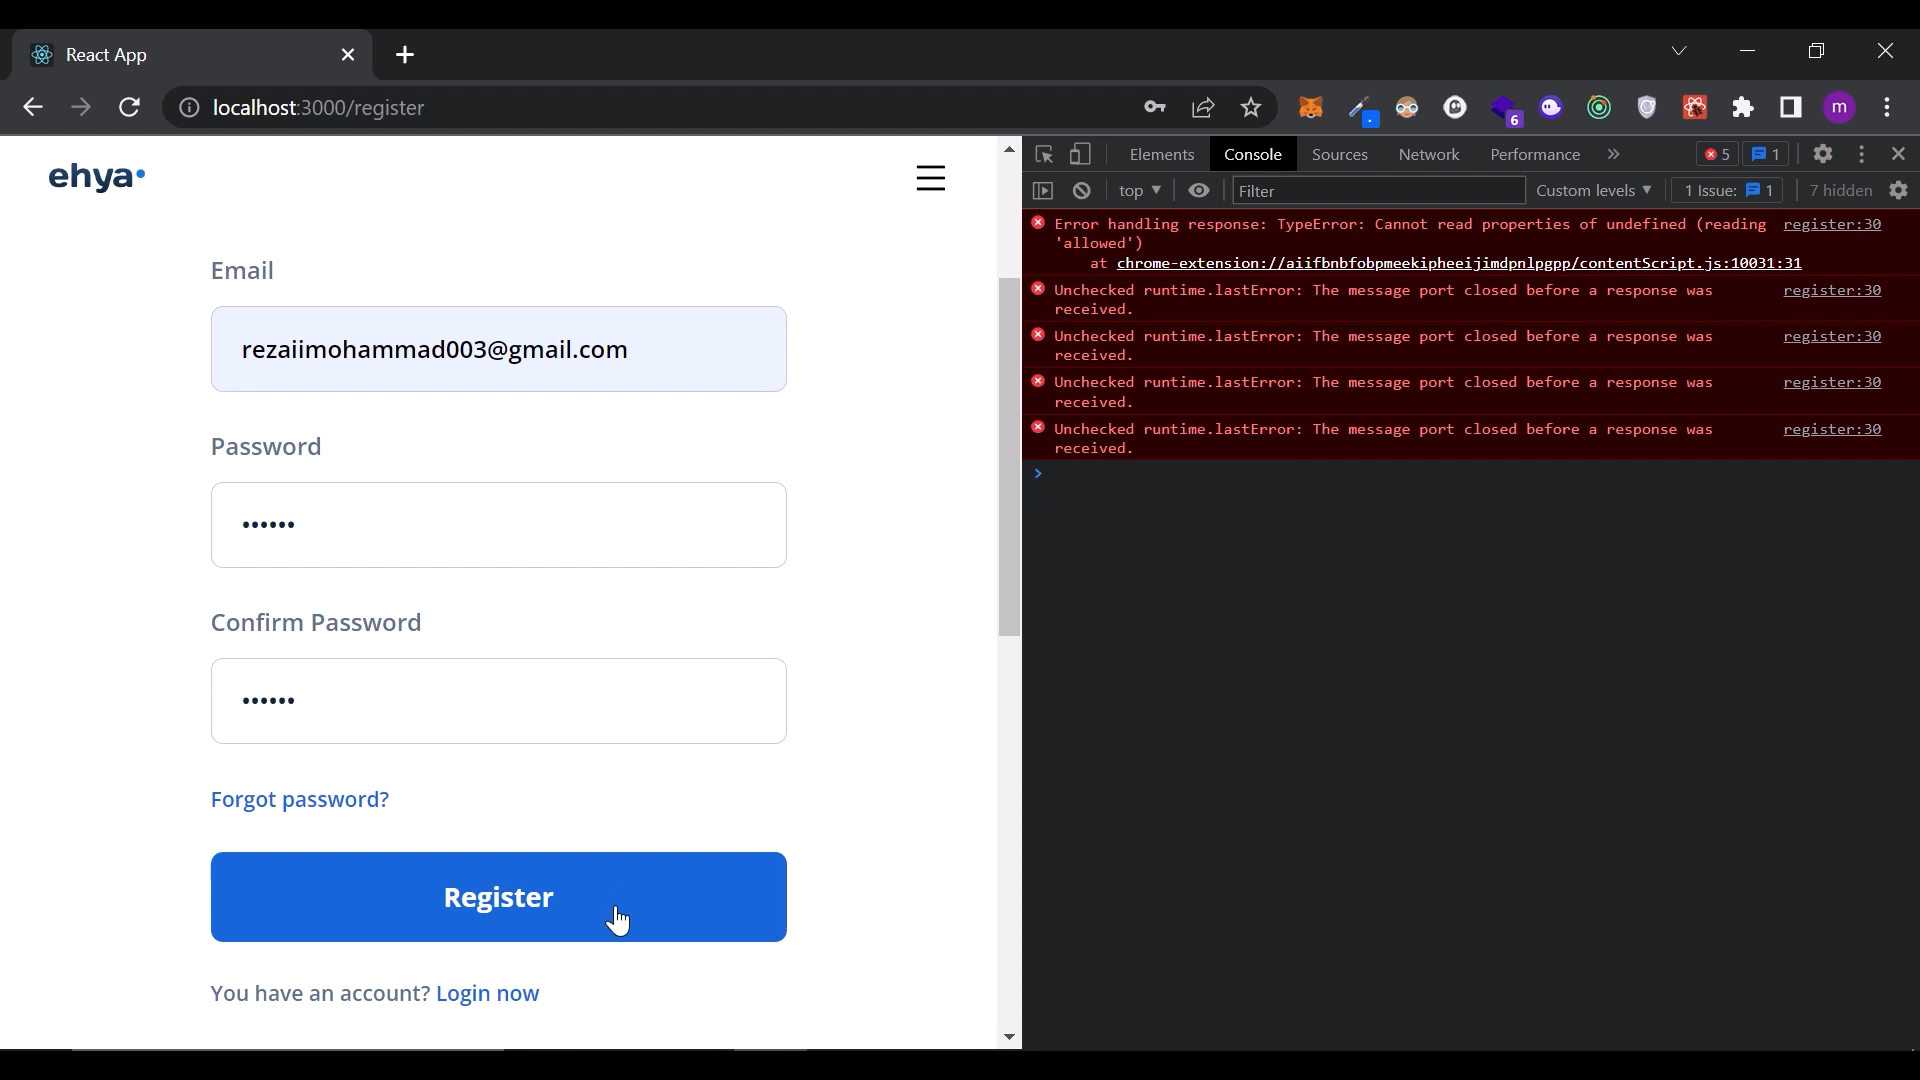 React App
localhost:3000/register
6
m
ehya
Email
rezaiimohammad003@gmail.com
Password
••••••
Confirm Password
••••••
Forgot password?
Register
You have an account? Login now
Elements Console Sources Network Performance » 5 1
top ▼ Filter Custom levels ▼ 1 Issue: 1 7 hidden
Error handling response: TypeError: Cannot read properties of undefined (reading register:30
'allowed')
at chrome-extension://aiifbnbfobpmeekipheeijimdpnlpgpp/contentScript.js:10031:31
Unchecked runtime.lastError: The message port closed before a response was register:30
received.
Unchecked runtime.lastError: The message port closed before a response was register:30
received.
Unchecked runtime.lastError: The message port closed before a response was register:30
received.
Unchecked runtime.lastError: The message port closed before a response was register:30
received.